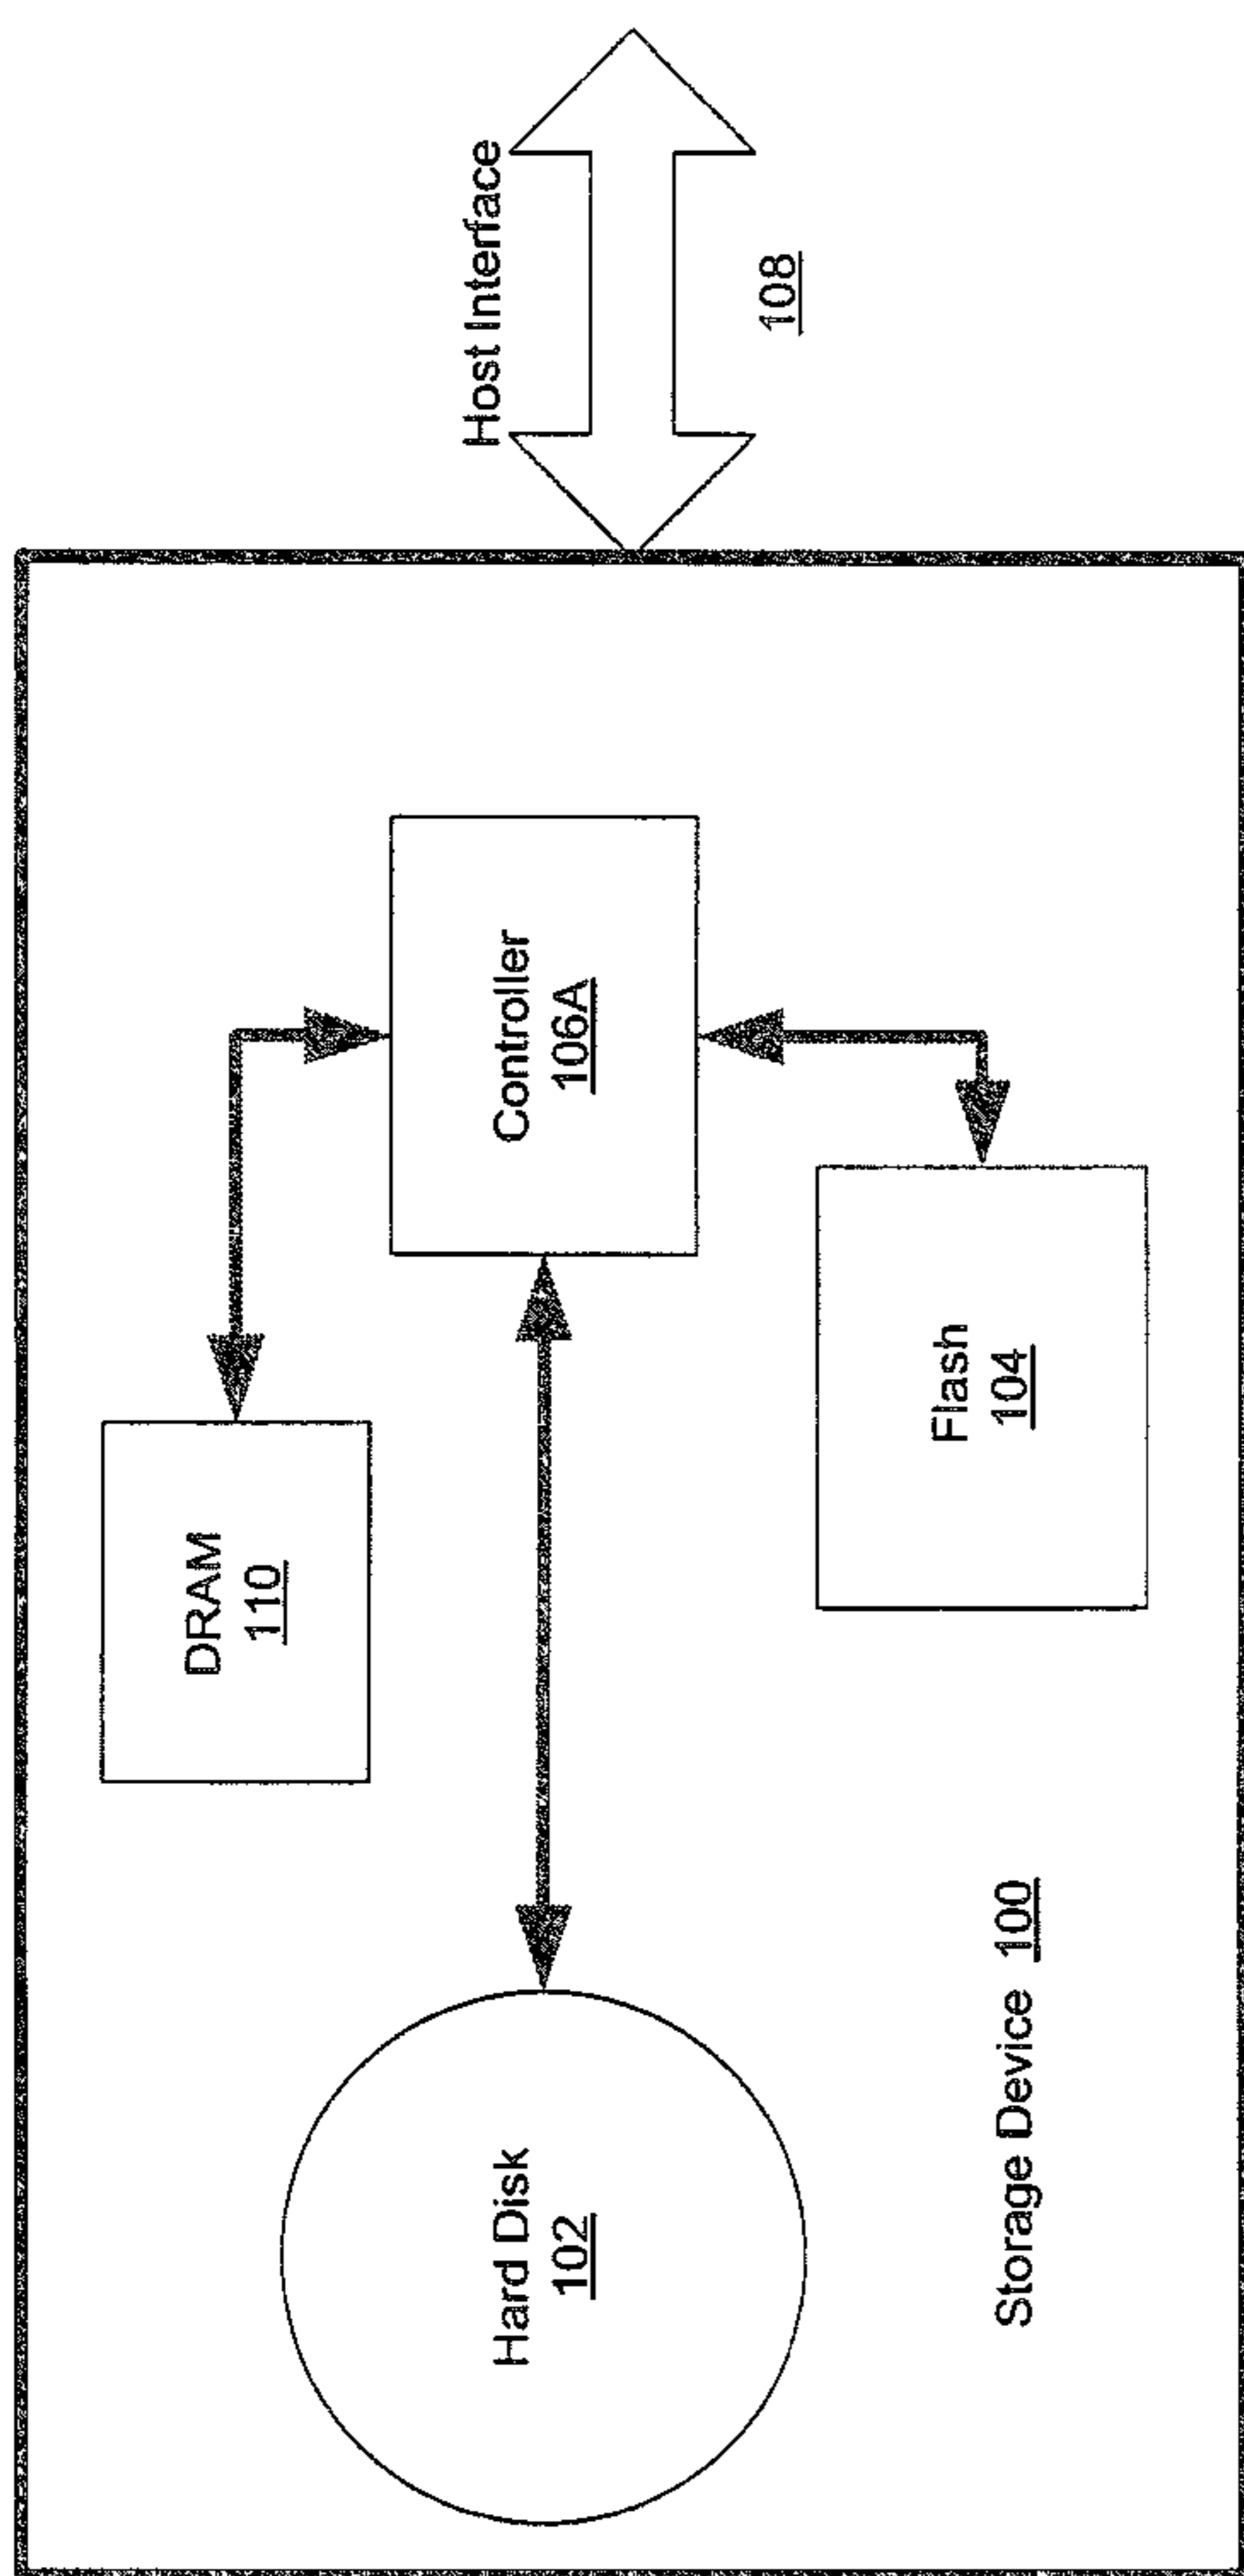 DRAM
110
Hard Disk
102
Controller
106A
Host Interface
108
Flash
104
Storage Device 100